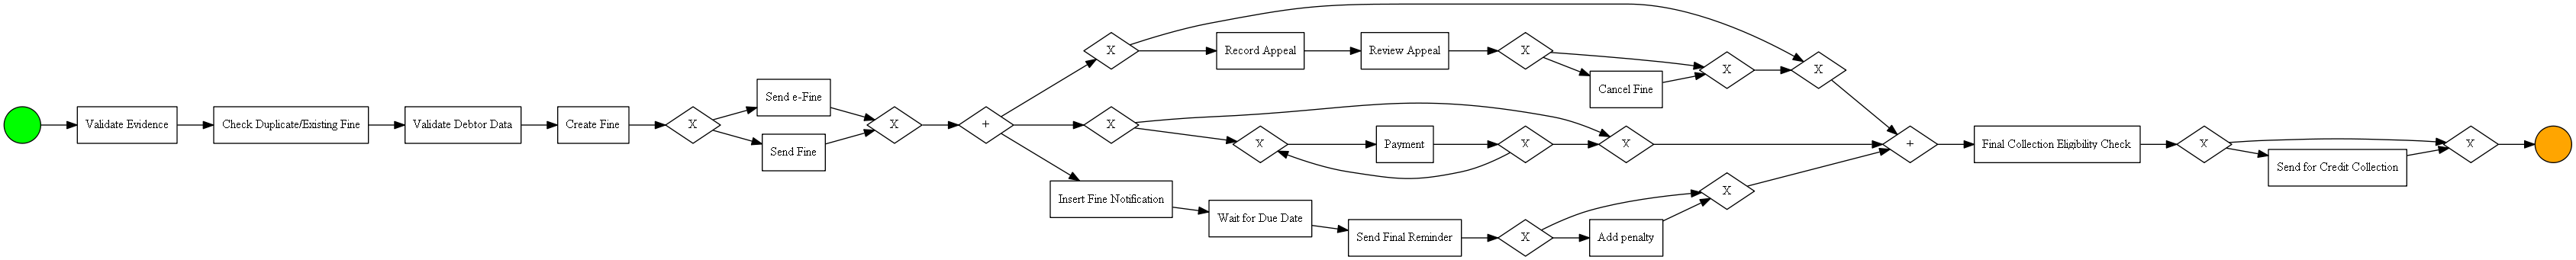 Validate Evidence
Check Duplicate/Existing Fine
Validate Debtor Data
Create Fine
X
Send e-Fine
Send Fine
X
+
X
Record Appeal
Review Appeal
X
Cancel Fine
X
X
X
X
Payment
X
X
Insert Fine Notification
Wait for Due Date
Send Final Reminder
X
Add penalty
X
+
Final Collection Eligibility Check
X
Send for Credit Collection
X